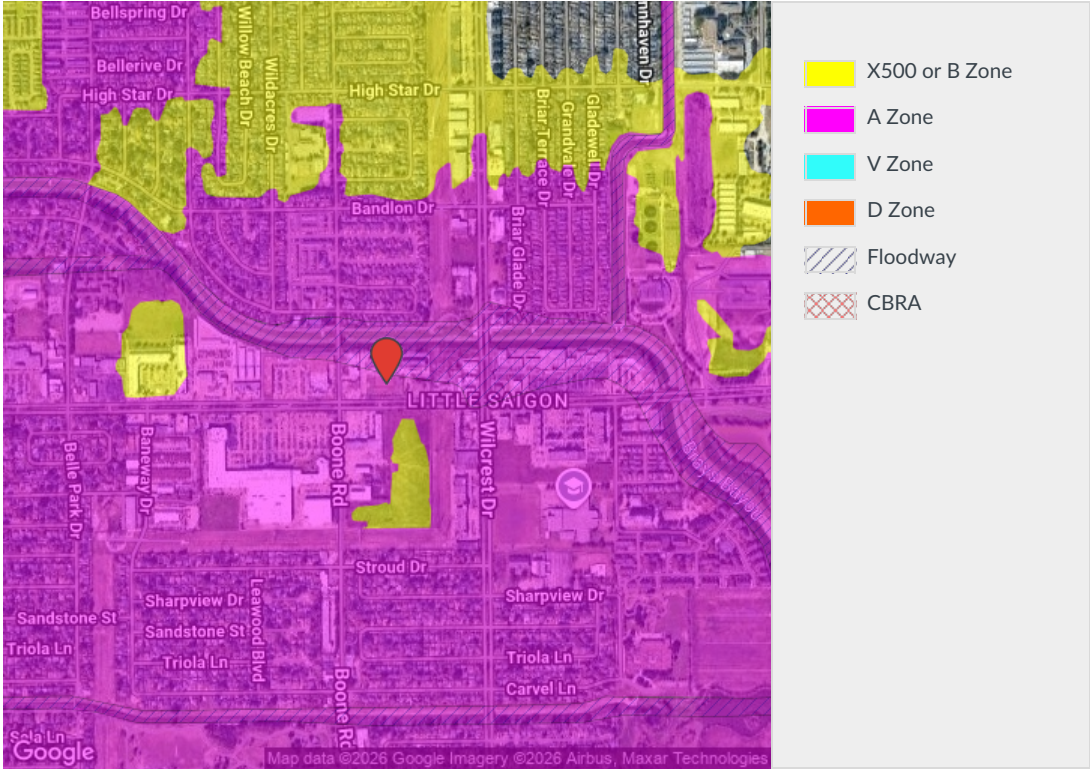 Bellspring Dr
Willow Beach Dr
Wildacres Dr
Bellerive Dr
High Star Dr
High Star Dr
Briar Terrace Dr
Grandvale Dr
Gladewell Dr
Bandlon Dr
Briar Glade Dr
LITTLE SAIGON
Belle Park Dr
Baneway Dr
Boone Rd
Wilcrest Dr
Stroud Dr
Leawood Blvd
Sharpview Dr
Sharpview Dr
Sandstone St
Sandstone St
Triola Ln
Triola Ln
Triola Ln
Carvel Ln
Boone Rd
Google
Map data ©2026 Google Imagery ©2026 Airbus, Maxar Technologies
X500 or B Zone
A Zone
V Zone
D Zone
Floodway
CBRA